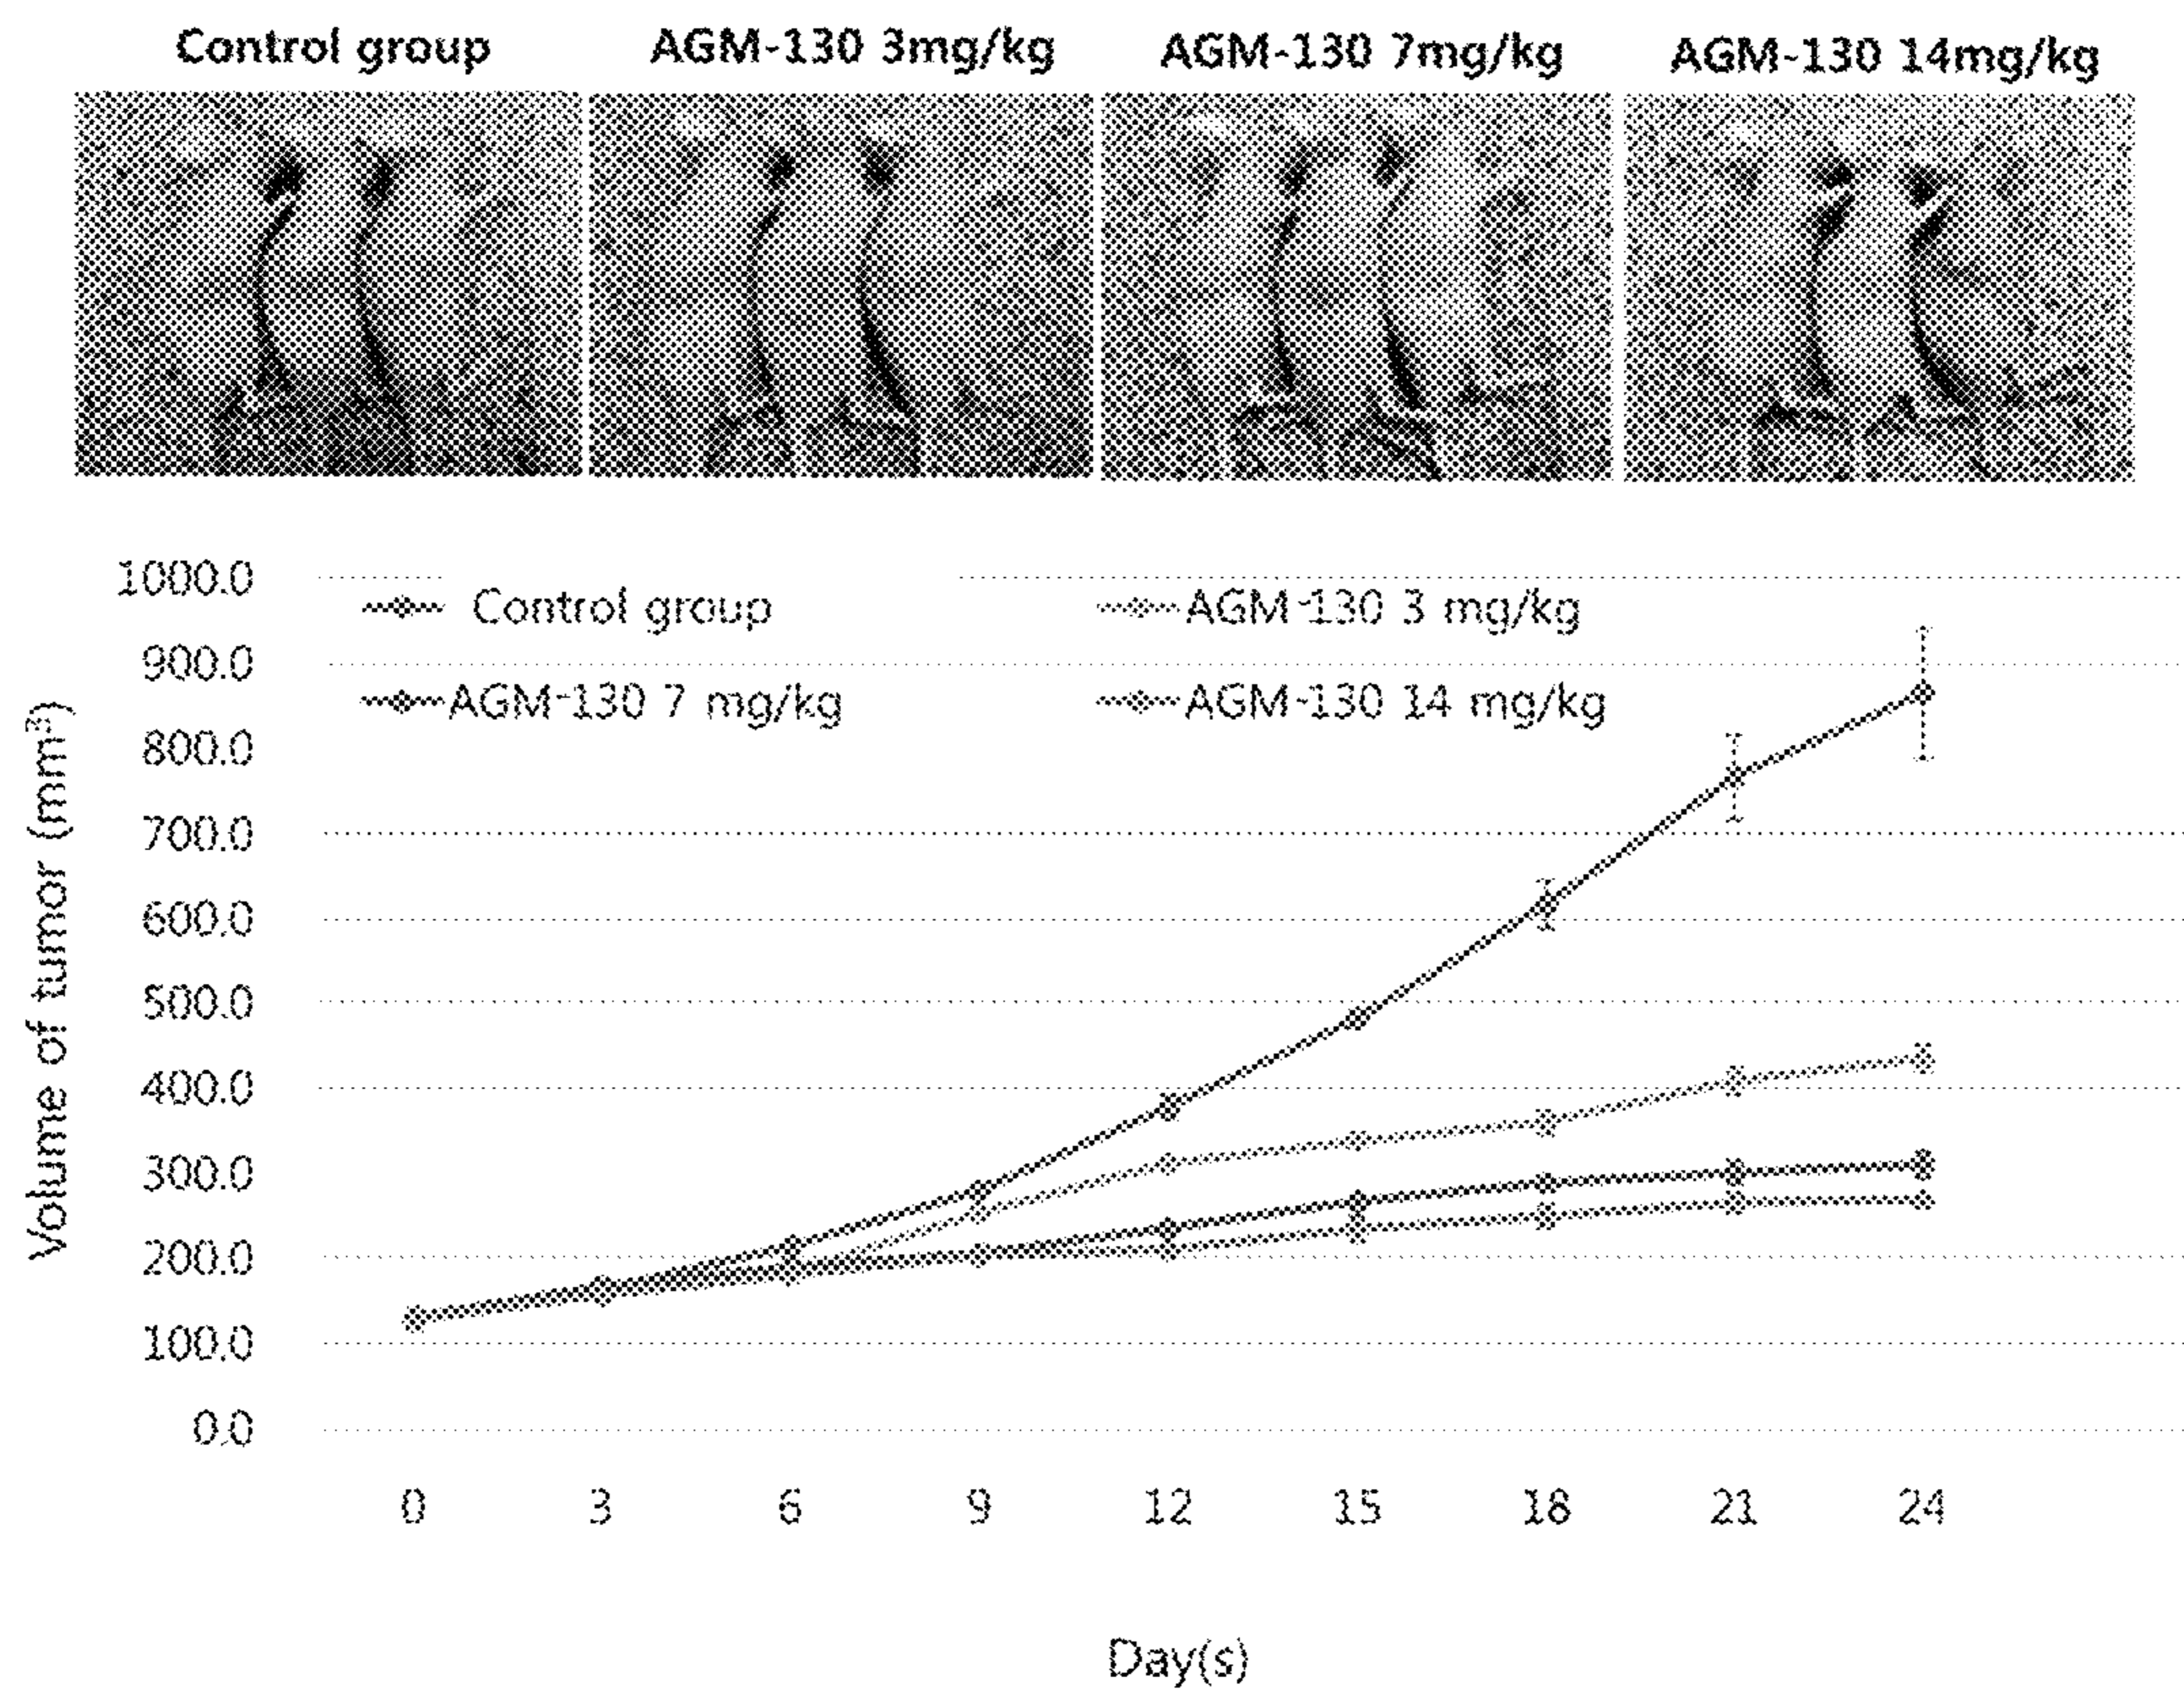 Control group
AGM-130 3mg/kg
AGM-130 7mg/kg
AGM-130 14mg/kg
1000.0
900.0
800.0
700.0
600.0
500.0
400.0
300.0
200.0
100.0
0.0
Volume of tumor (mm³)
Control group
AGM-130 3 mg/kg
AGM-130 7 mg/kg
AGM-130 14 mg/kg
0 3 6 9 12 15 18 21 24
Day(s)